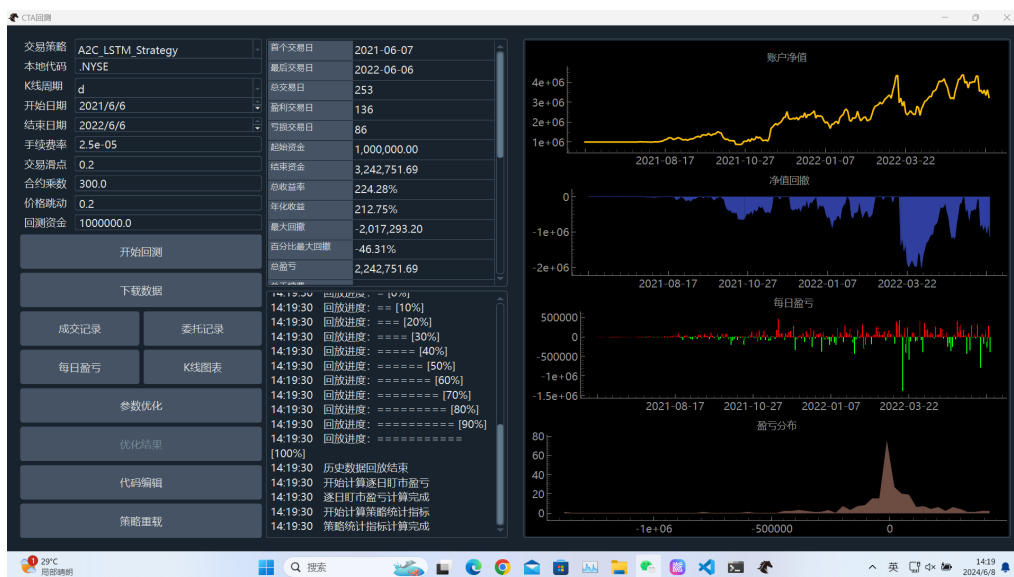 CTA回测
交易策略 A2C_LSTM_Strategy
本地代码 .NYSE
K线周期 d
开始日期 2021/6/6
结束日期 2022/6/6
手续费率 2.5e-05
交易滑点 0.2
合约乘数 300.0
价格跳动 0.2
回测资金 1000000.0
开始回测
下载数据
成交记录 委托记录
每日盈亏 K线图表
参数优化
优化结果
代码编辑
策略重载
首个交易日 2021-06-07
最后交易日 2022-06-06
总交易日 253
盈利交易日 136
亏损交易日 86
起始资金 1,000,000.00
结束资金 3,242,751.69
总收益率 224.28%
年化收益 212.75%
最大回撤 -2,017,293.20
百分比最大回撤 -46.31%
总盈亏 2,242,751.69
14:19:30 回放进度：= [0%]
14:19:30 回放进度：== [10%]
14:19:30 回放进度：=== [20%]
14:19:30 回放进度：==== [30%]
14:19:30 回放进度：===== [40%]
14:19:30 回放进度：====== [50%]
14:19:30 回放进度：======= [60%]
14:19:30 回放进度：======== [70%]
14:19:30 回放进度：========= [80%]
14:19:30 回放进度：========== [90%]
14:19:30 回放进度：===========
[100%]
14:19:30 历史数据回放结束
14:19:30 开始计算逐日盯市盈亏
14:19:30 逐日盯市盈亏计算完成
14:19:30 开始计算策略统计指标
14:19:30 策略统计指标计算完成
账户净值
4e+06
3e+06
2e+06
1e+06
2021-08-17 2021-10-27 2022-01-07 2022-03-22
净值回撤
0
-1e+06
-2e+06
2021-08-17 2021-10-27 2022-01-07 2022-03-22
每日盈亏
500000
0
-500000
-1e+06
-1.5e+06
2021-08-17 2021-10-27 2022-01-07 2022-03-22
盈亏分布
80
60
40
20
0
-1e+06 -500000 0
1
29°C
局部晴朗
搜索
英
14:19
2024/6/8